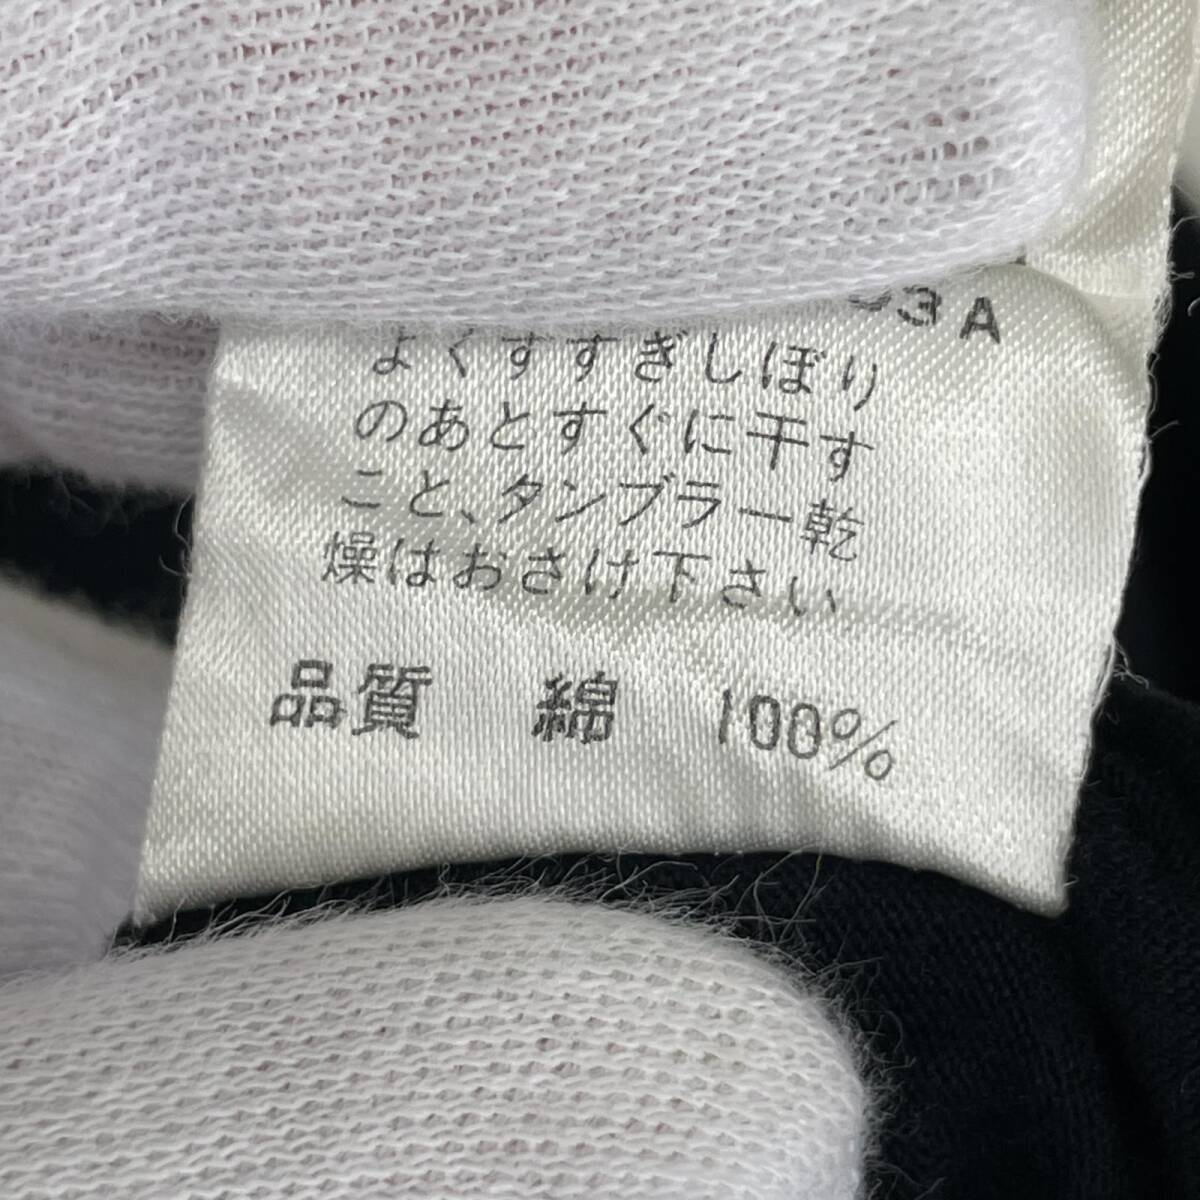 3A
よくすすぎしぼり
のあとすぐに干す
こと、タンブラー乾
燥はおさけ下さい
品質 綿 100%